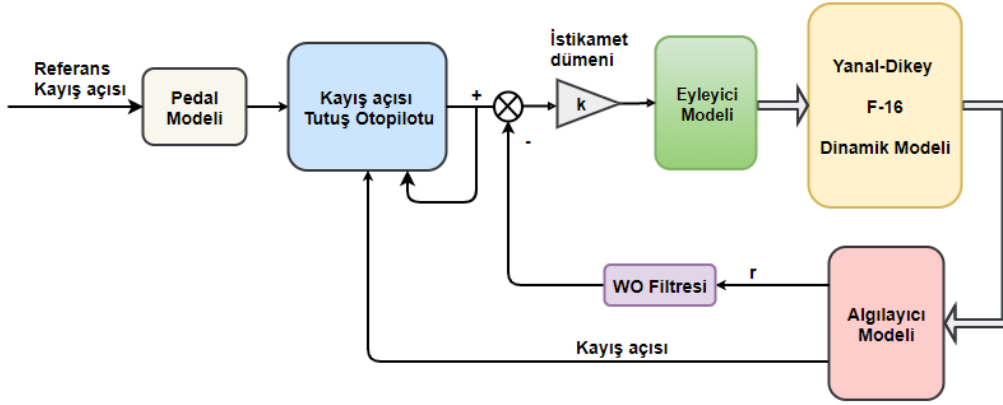 Referans
Kayış açısı
Pedal
Modeli
Kayış açısı
Tutuş Otopilotu
+
-
İstikamet
dümeni
k
Eyleyici
Modeli
Yanal-Dikey
F-16
Dinamik Modeli
WO Filtresi
r
Algılayıcı
Modeli
Kayış açısı